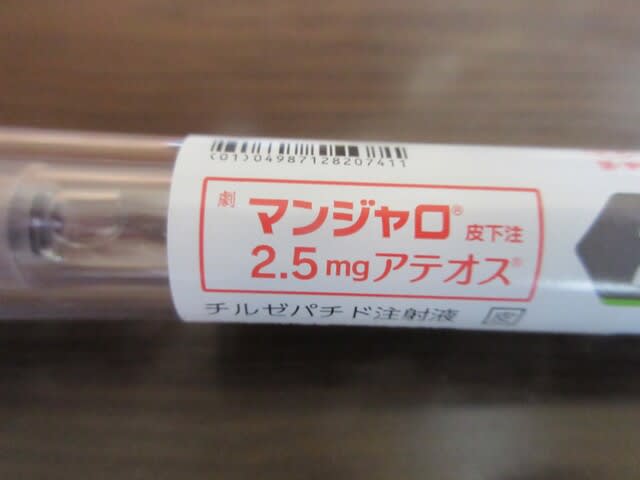 (01)04987128207411
劇 マンジャロ® 皮下注
2.5mgアテオス®
チルゼパチド注射液